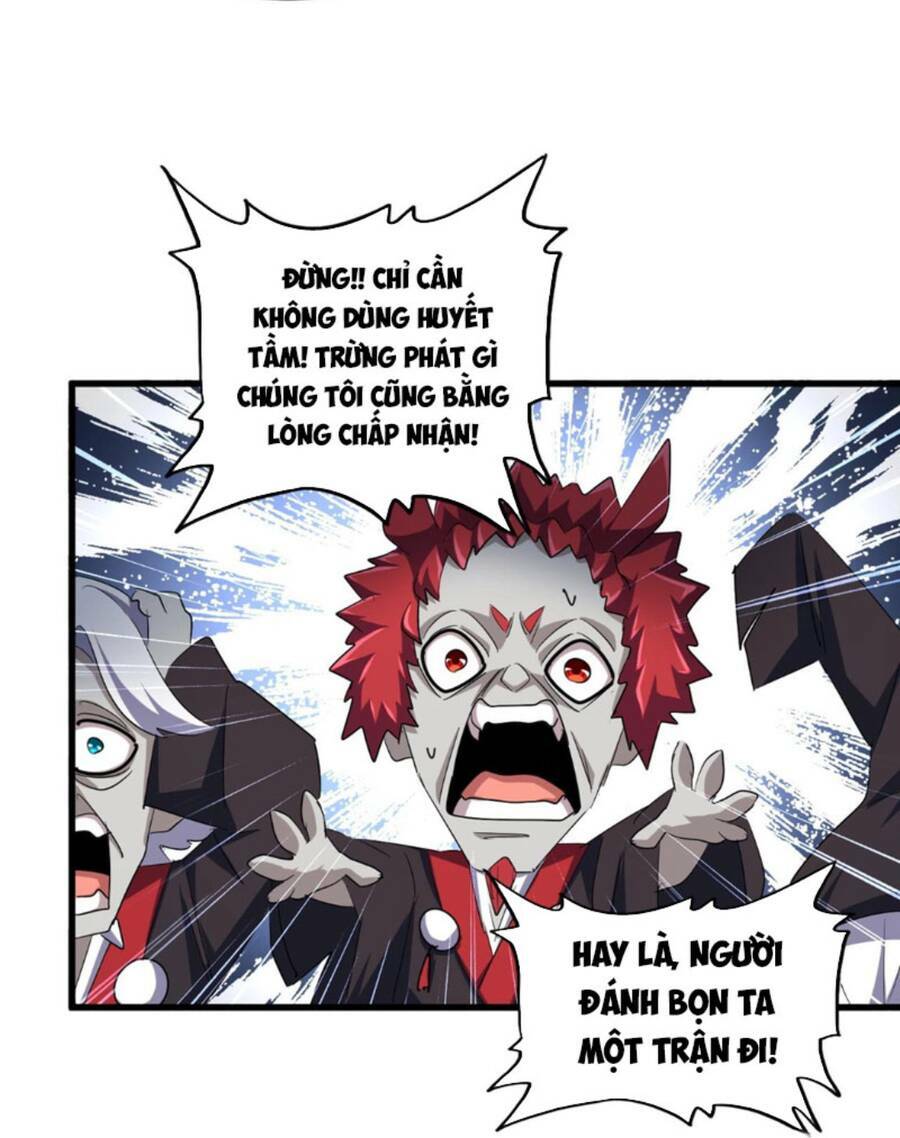 ĐỪNG!! CHỈ CẦN
KHÔNG DÙNG HUYẾT
TẦM! TRỪNG PHÁT GÌ
CHÚNG TÔI CŨNG BẰNG
LÒNG CHẤP NHẬN!
HAY LÀ, NGƯỜI
ĐÁNH BỌN TA
MỘT TRẬN ĐI!